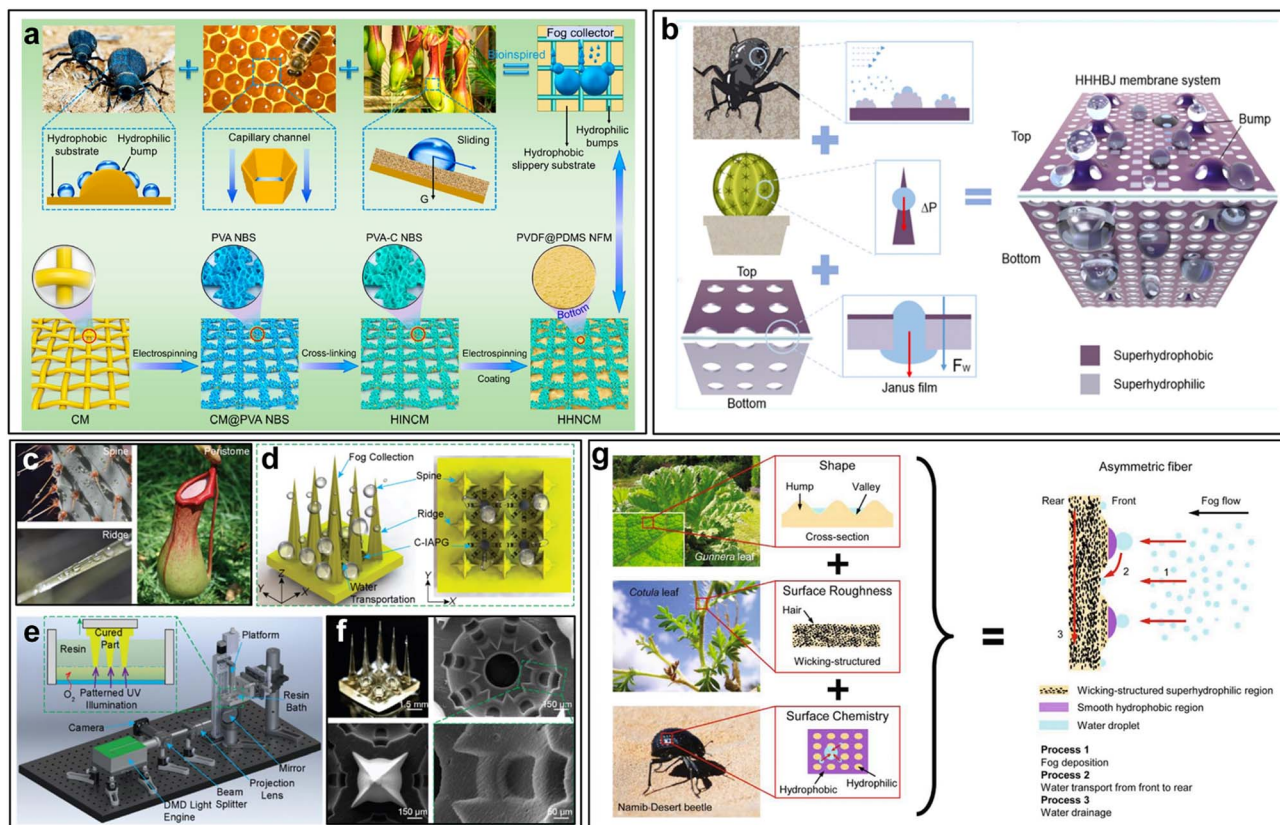 a
Bioinspired
Fog collector
Hydrophobic
substrate
Hydrophilic
bump
Capillary channel
Sliding
G
Hydrophilic
bumps
Hydrophobic
slippery substrate
PVA NBS
PVA-C NBS
PVDF@PDMS NFM
Bottom
Electrospinning
Cross-linking
Electrospinning
Coating
CM
CM@PVA NBS
HINCM
HHNCM
b
HHHBJ membrane system
Top
Bump
Bottom
ΔP
Top
Bottom
Fw
Janus film
Superhydrophobic
Superhydrophilic
c
Spine
Peristome
Ridge
d
Fog Collection
Spine
Ridge
C-IAPG
Water
Transportation
Z
Y
X
Y
X
e
Cured
Part
Resin
O2
Patterned UV
Illumination
Platform
Resin
Bath
Camera
Mirror
Projection
Lens
Beam
Splitter
DMD Light
Engine
f
1.5 mm
150 μm
150 μm
50 μm
g
Gunnera leaf
Shape
Hump
Valley
Cross-section
Cotula leaf
Surface Roughness
Hair
Wicking-structured
Namib Desert beetle
Surface Chemistry
Hydrophobic
Hydrophilic
Asymmetric fiber
Rear
Front
Fog flow
1
2
3
Wicking-structured superhydrophilic region
Smooth hydrophobic region
Water droplet
Process 1
Fog deposition
Process 2
Water transport from front to rear
Process 3
Water drainage